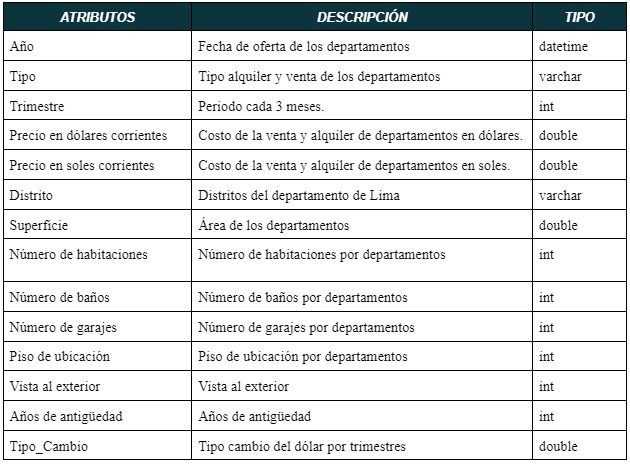 ATRIBUTOS DESCRIPCIÓN TIPO
Año Fecha de oferta de los departamentos datetime
Tipo Tipo alquiler y venta de los departamentos varchar
Trimestre Periodo cada 3 meses. int
Precio en dólares corrientes Costo de la venta y alquiler de departamentos en dólares. double
Precio en soles corrientes Costo de la venta y alquiler de departamentos en soles. double
Distrito Distritos del departamento de Lima varchar
Superfície Área de los departamentos double
Número de habitaciones Número de habitaciones por departamentos int
Número de baños Número de baños por departamentos int
Número de garajes Número de garajes por departamentos int
Piso de ubicación Piso de ubicación por departamentos int
Vista al exterior Vista al exterior int
Años de antigüedad Años de antigüedad int
Tipo_Cambio Tipo cambio del dólar por trimestres double